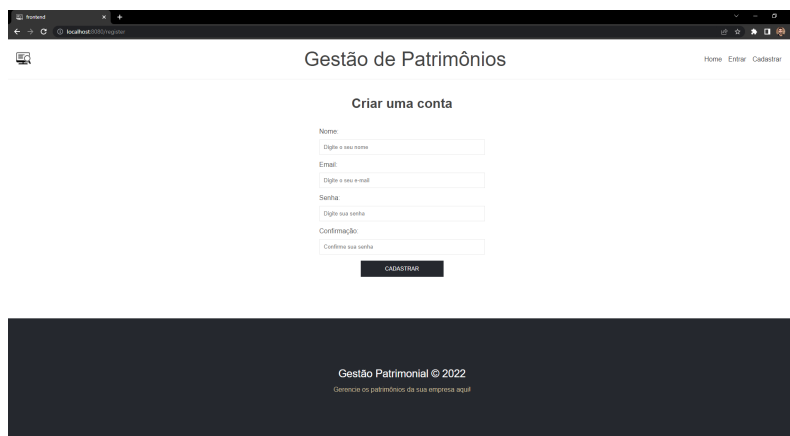 frontend
localhost:8080/register
Gestão de Patrimônios
Home Entrar Cadastrar
Criar uma conta
Nome:
Digite o seu nome
Email:
Digite o seu e-mail
Senha:
Digite sua senha
Confirmação:
Confirme sua senha
CADASTRAR
Gestão Patrimonial © 2022
Gerencie os patrimônios da sua empresa aqui!